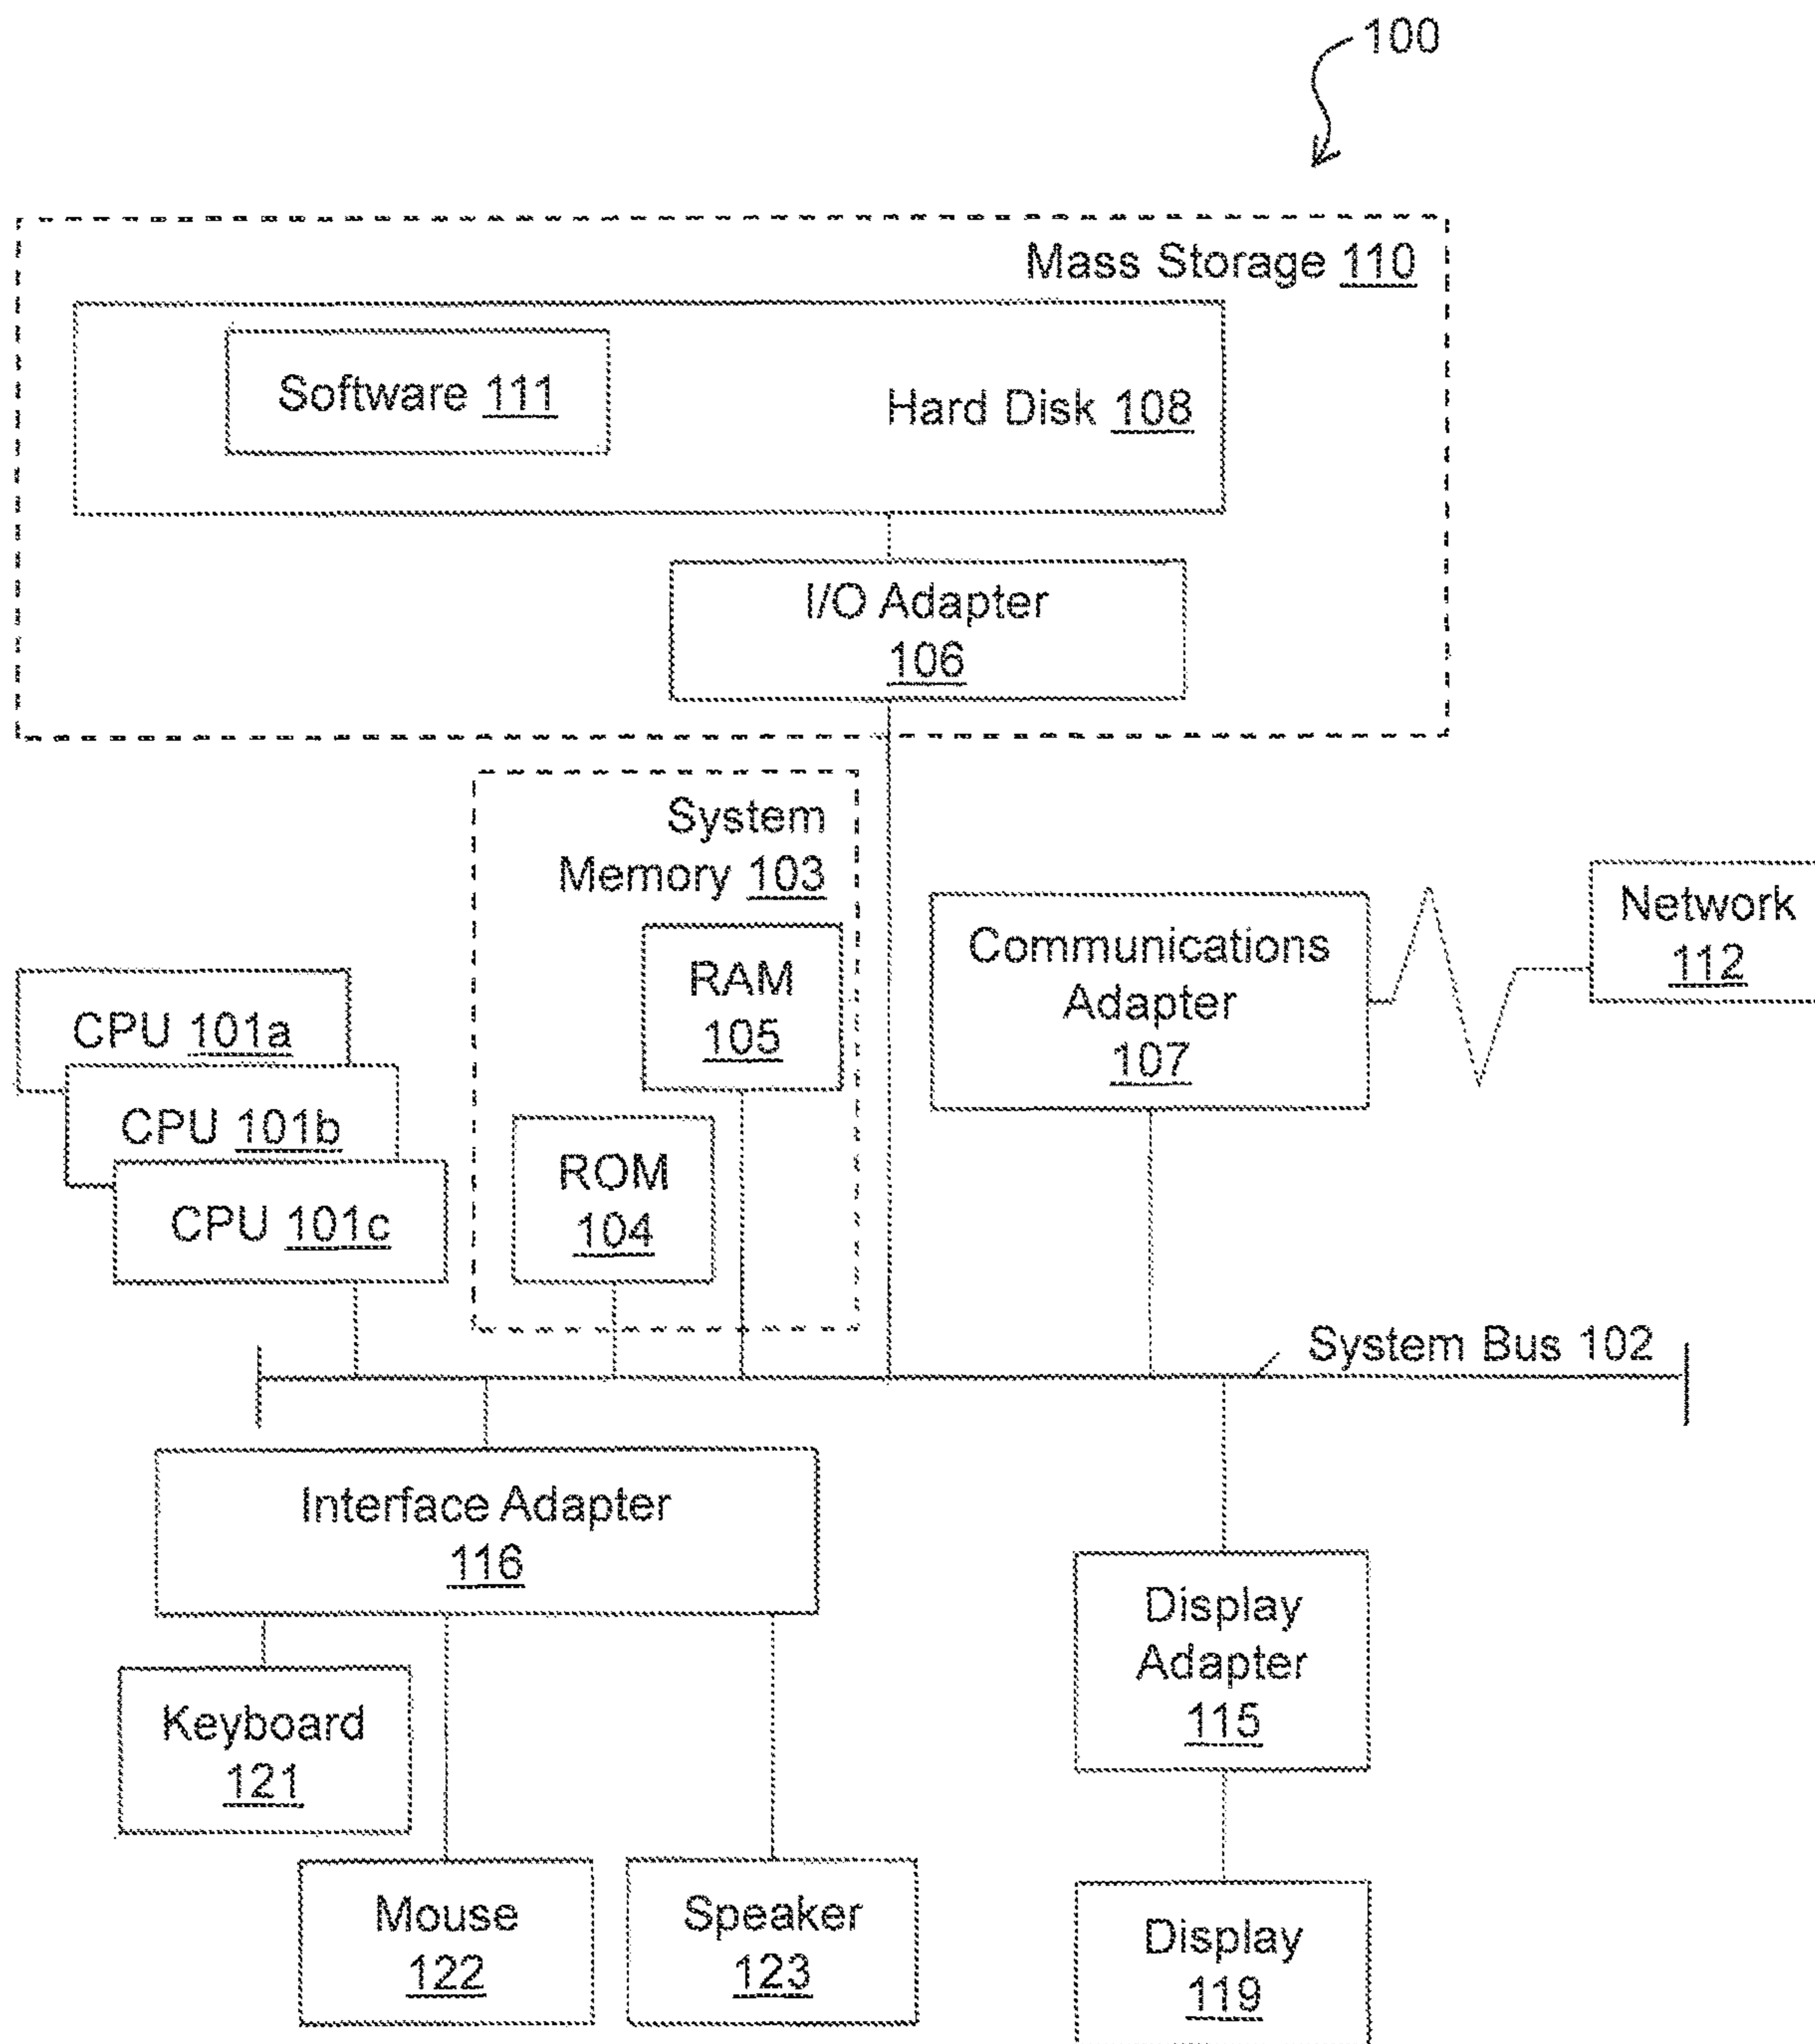 100
Mass Storage 110
Software 111
Hard Disk 108
I/O Adapter
106
System
Memory 103
RAM
105
ROM
104
Communications
Adapter
107
Network
112
CPU 101a
CPU 101b
CPU 101c
System Bus 102
Interface Adapter
116
Keyboard
121
Mouse
122
Speaker
123
Display
Adapter
115
Display
119